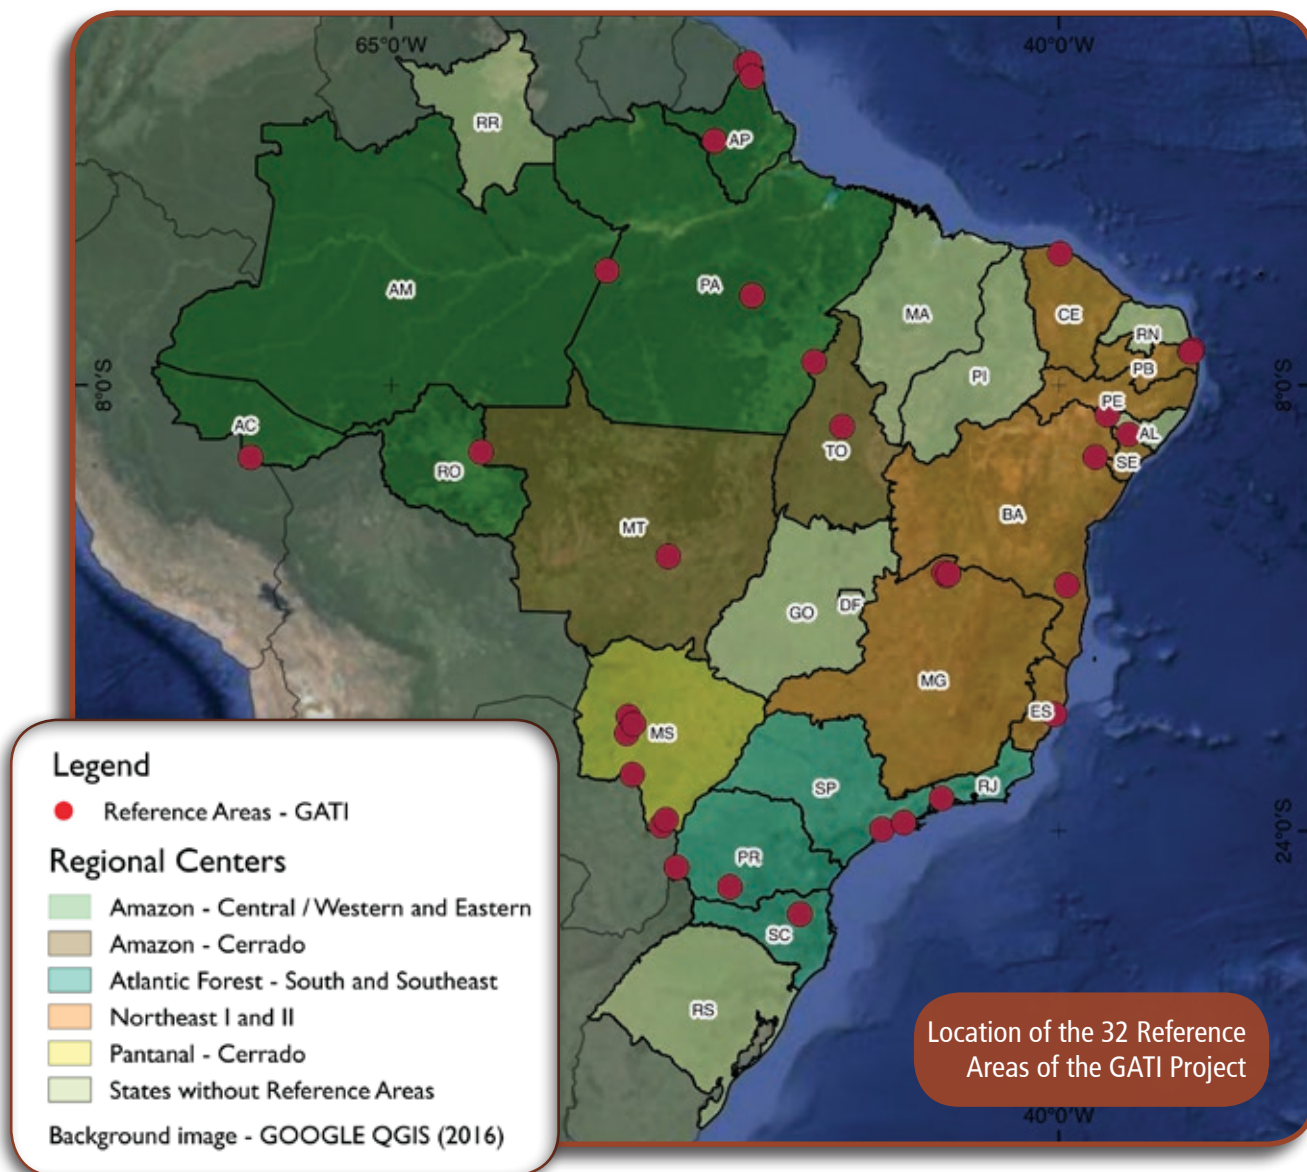 65°0'W
40°0'W
RR
AP
AM
PA
MA
CE
RN
PB
PI
8°0'S
8°0'S
PE
AC
AL
TO
SE
RO
BA
MT
GO
DF
MG
ES
MS
SP
RJ
24°0'S
PR
SC
RS
Legend
Reference Areas - GATI
Regional Centers
Amazon - Central / Western and Eastern
Amazon - Cerrado
Atlantic Forest - South and Southeast
Northeast I and II
Pantanal - Cerrado
States without Reference Areas
Background image - GOOGLE QGIS (2016)
Location of the 32 Reference
Areas of the GATI Project
40°0'W